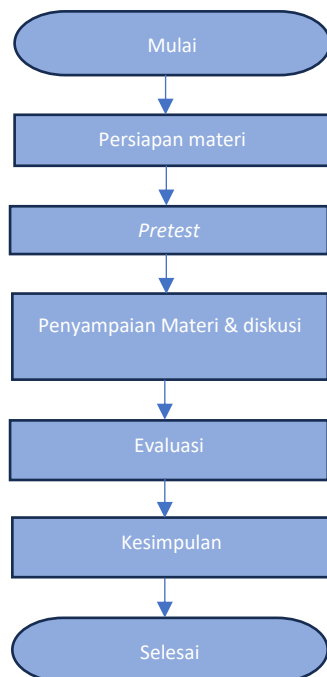 Mulai
Persiapan materi
Pretest
Penyampaian Materi & diskusi
Evaluasi
Kesimpulan
Selesai